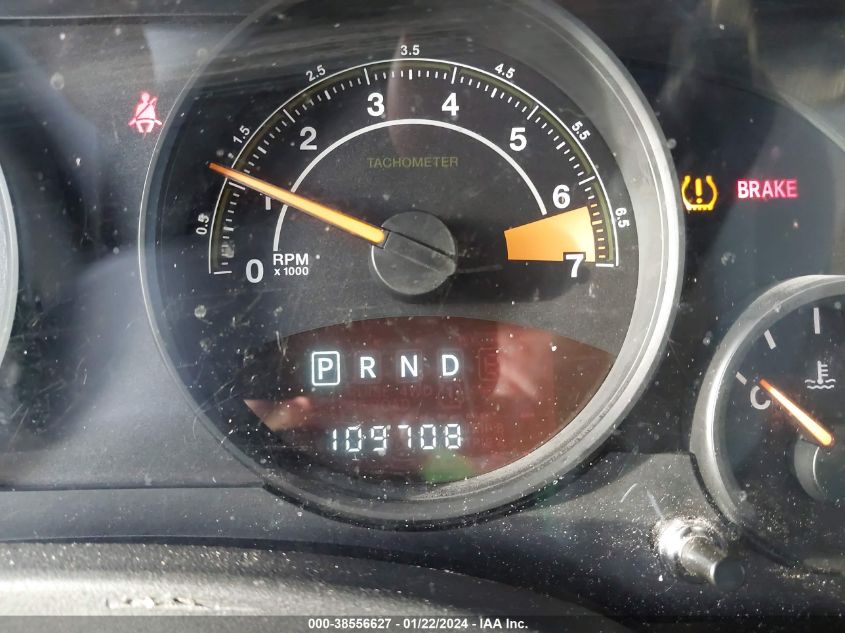 0 0.5 1 1.5 2 2.5 3 3.5 4 4.5 5 5.5 6 6.5 7
TACHOMETER
RPM
x 1000
BRAKE
P R N D
109708
C
000-38556627 - 01/22/2024 - IAA, Inc.